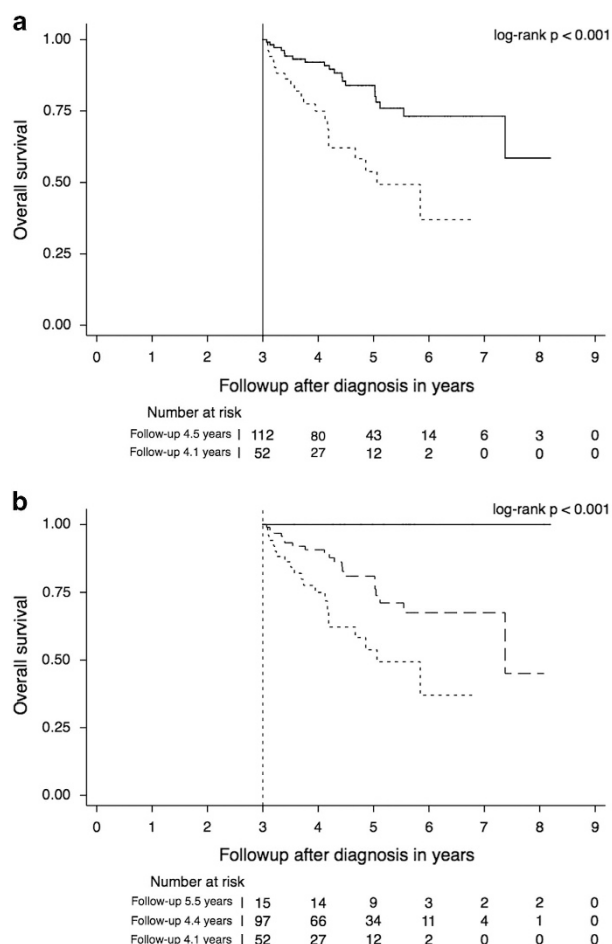 a
log-rank p < 0.001
1.00
0.75
0.50
0.25
0.00
Overall survival
0 1 2 3 4 5 6 7 8 9
Followup after diagnosis in years
Number at risk
Follow-up 4.5 years | 112 80 43 14 6 3 0
Follow-up 4.1 years | 52 27 12 2 0 0 0
b
log-rank p < 0.001
1.00
0.75
0.50
0.25
0.00
Overall survival
0 1 2 3 4 5 6 7 8 9
Followup after diagnosis in years
Number at risk
Follow-up 5.5 years | 15 14 9 3 2 2 0
Follow-up 4.4 years | 97 66 34 11 4 1 0
Follow-up 4.1 years | 52 27 12 2 0 0 0